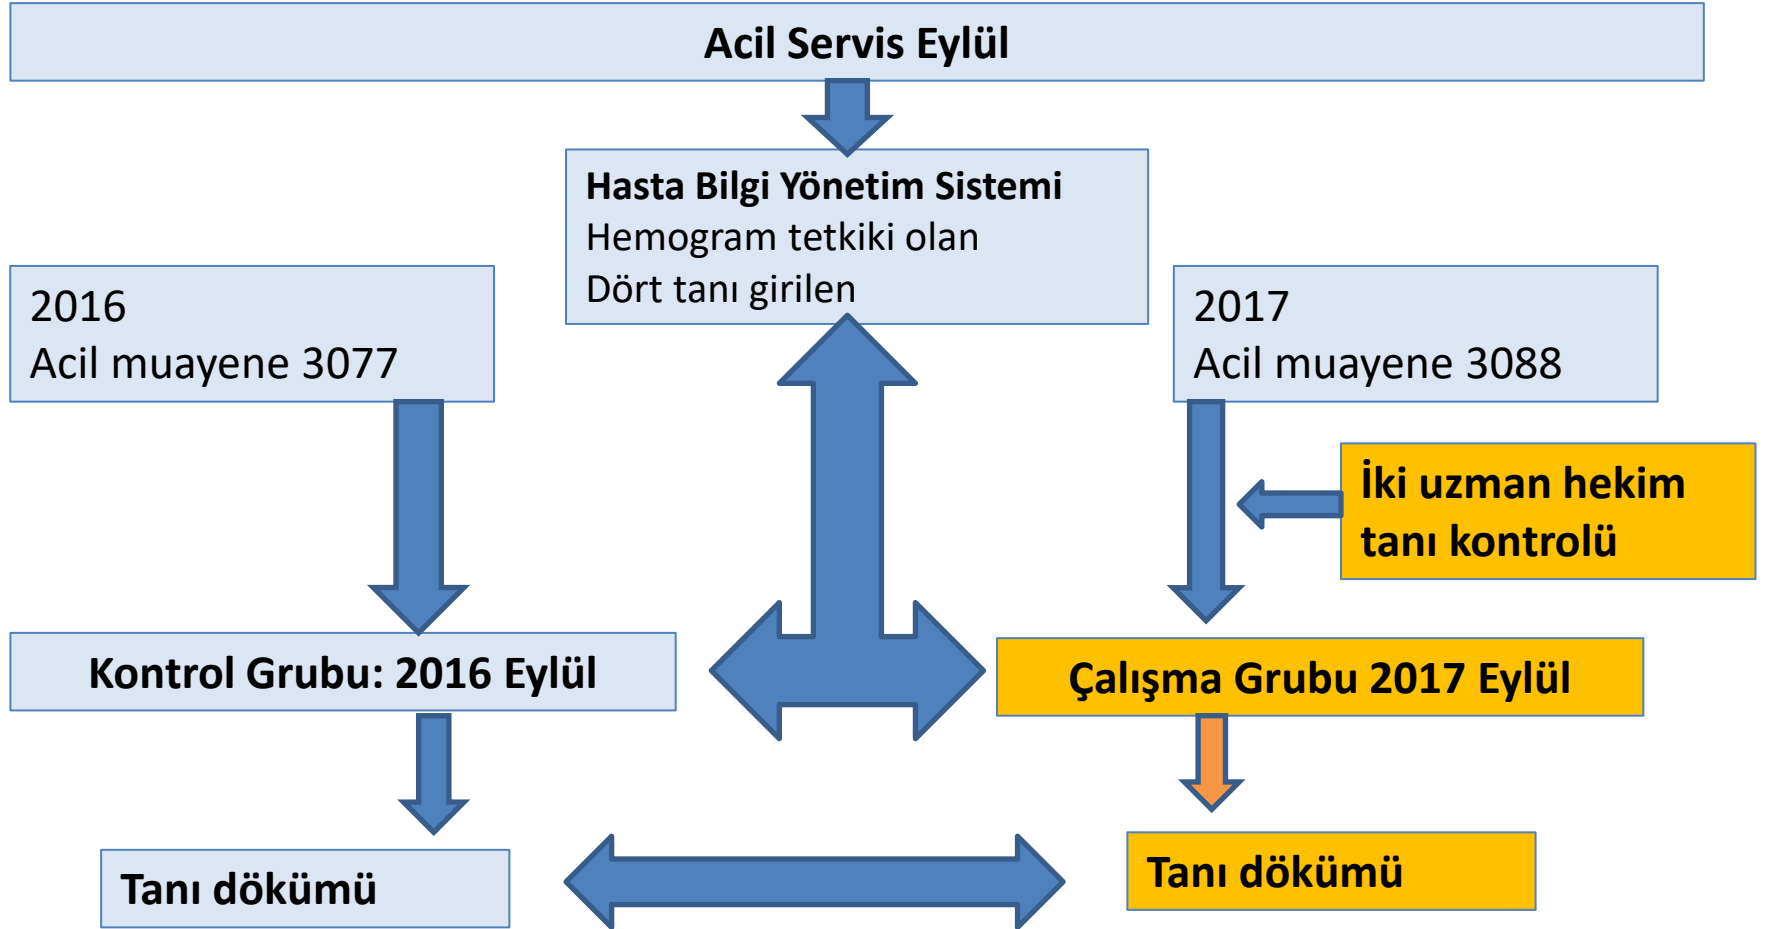 Acil Servis Eylül
Hasta Bilgi Yönetim Sistemi
Hemogram tetkiki olan
Dört tanı girilen
2016
Acil muayene 3077
2017
Acil muayene 3088
İki uzman hekim
tanı kontrolü
Kontrol Grubu: 2016 Eylül
Çalışma Grubu 2017 Eylül
Tanı dökümü
Tanı dökümü